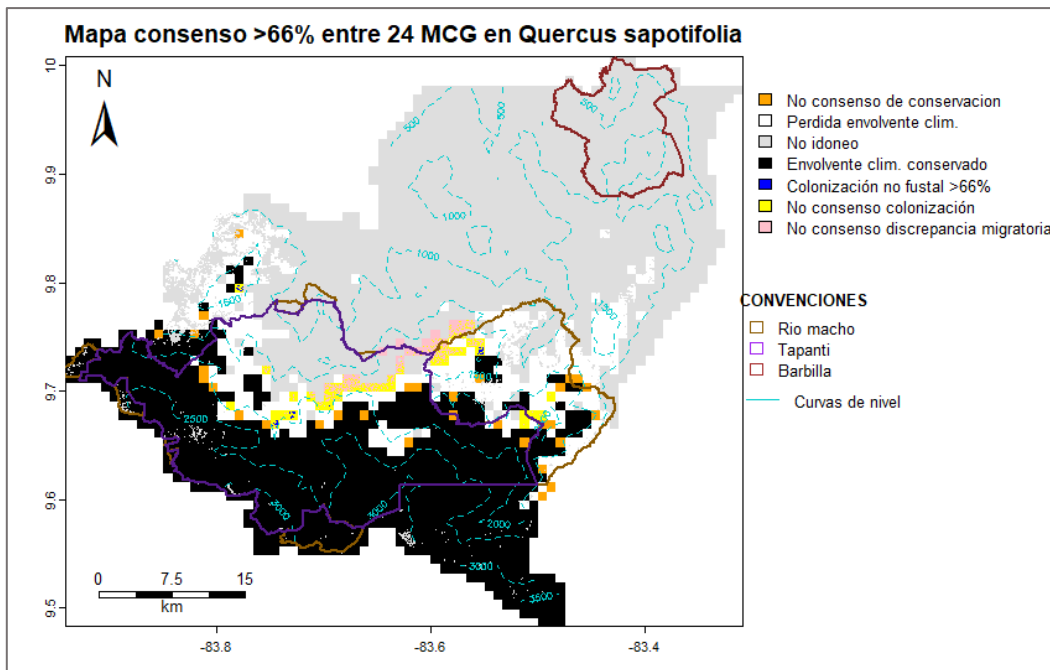 Mapa consenso >66% entre 24 MCG en Quercus sapotifolia
N
10
9.9
9.8
9.7
9.6
9.5
-83.8
-83.6
-83.4
500
500
500
1000
1000
1500
1500
1500
2500
3000
3000
2000
3000
3500
0 7.5 15
km
No consenso de conservacion
Perdida envolvente clim.
No idoneo
Envolvente clim. conservado
Colonización no fustal >66%
No consenso colonización
No consenso discrepancia migratoria
CONVENCIONES
Rio macho
Tapanti
Barbilla
Curvas de nivel